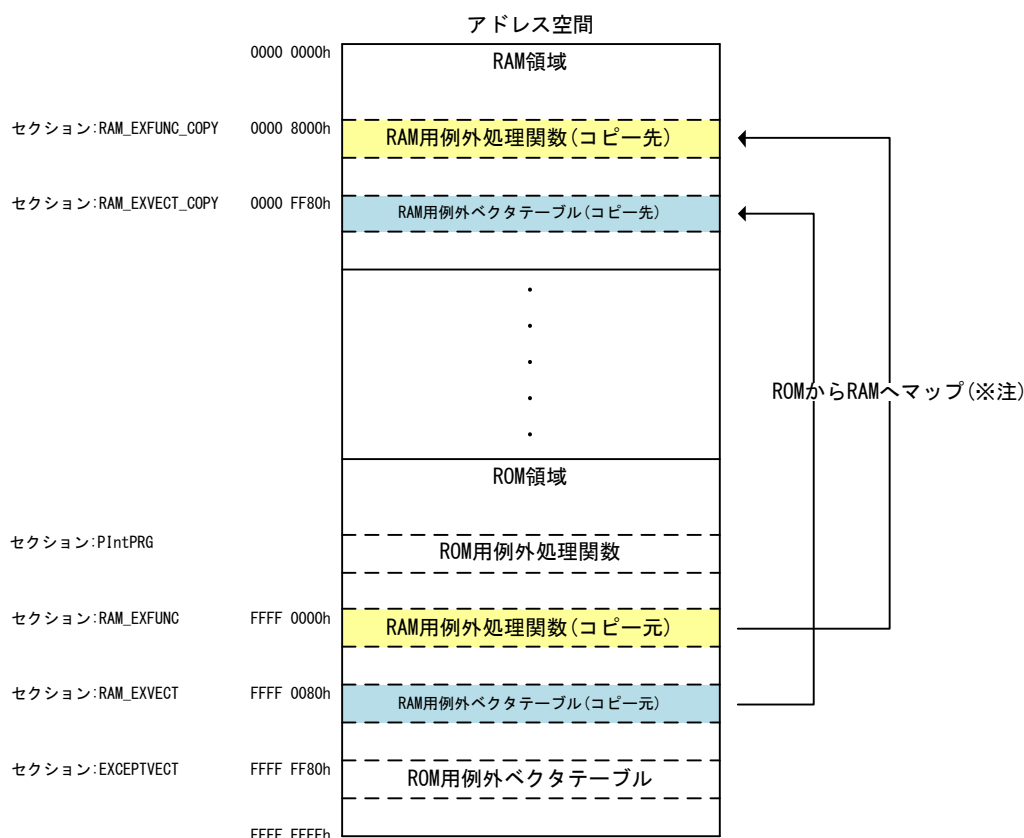 アドレス空間
0000 0000h
RAM領域
セクション:RAM_EXFUNC_COPY 0000 8000h RAM用例外処理関数(コピー先)
セクション:RAM_EXVECT_COPY 0000 FF80h RAM用例外ベクタテーブル(コピー先)
ROMからRAMへマップ(※注)
ROM領域
セクション:PIntPRG ROM用例外処理関数
セクション:RAM_EXFUNC FFFF 0000h RAM用例外処理関数(コピー元)
セクション:RAM_EXVECT FFFF 0080h RAM用例外ベクタテーブル(コピー元)
セクション:EXCEPTVECT FFFF FF80h ROM用例外ベクタテーブル
FFFF FFFFh